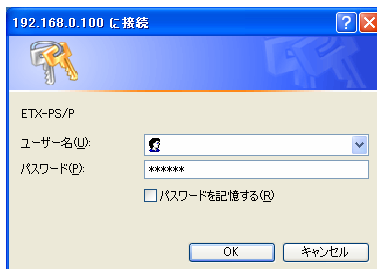 192.168.0.100 に接続
ETX-PS/P
ユーザー名(U):
パスワード(P): ******
パスワードを記憶する(R)
OK キャンセル